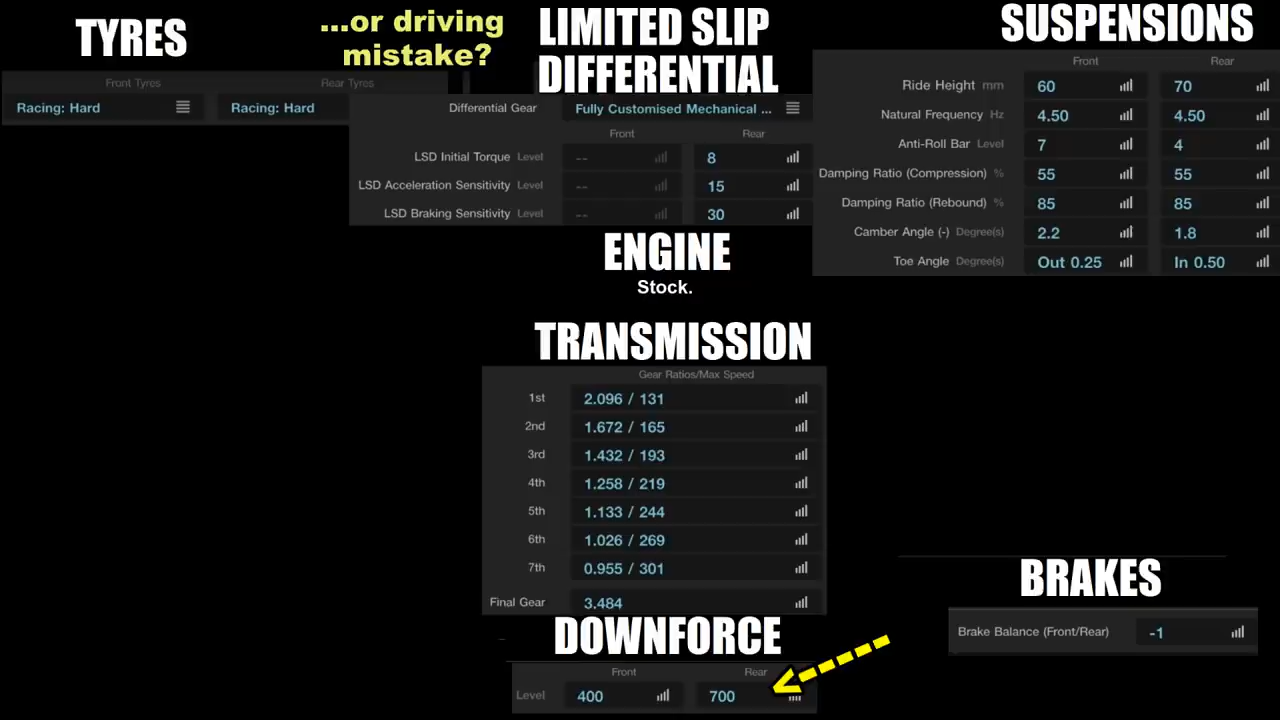 TYRES
Front Tyres Rear Tyres
Racing: Hard Racing: Hard
...or driving
mistake?
LIMITED SLIP
DIFFERENTIAL
Differential Gear Fully Customised Mechanical ...
Front Rear
LSD Initial Torque Level -- 8
LSD Acceleration Sensitivity Level -- 15
LSD Braking Sensitivity Level -- 30
SUSPENSIONS
Front Rear
Ride Height mm 60 70
Natural Frequency Hz 4.50 4.50
Anti-Roll Bar Level 7 4
Damping Ratio (Compression) % 55 55
Damping Ratio (Rebound) % 85 85
Camber Angle (-) Degree(s) 2.2 1.8
Toe Angle Degree(s) Out 0.25 In 0.50
ENGINE
Stock.
TRANSMISSION
Gear Ratios/Max Speed
1st 2.096 / 131
2nd 1.672 / 165
3rd 1.432 / 193
4th 1.258 / 219
5th 1.133 / 244
6th 1.026 / 269
7th 0.955 / 301
Final Gear 3.484
DOWNFORCE
Front Rear
Level 400 700
BRAKES
Brake Balance (Front/Rear) -1